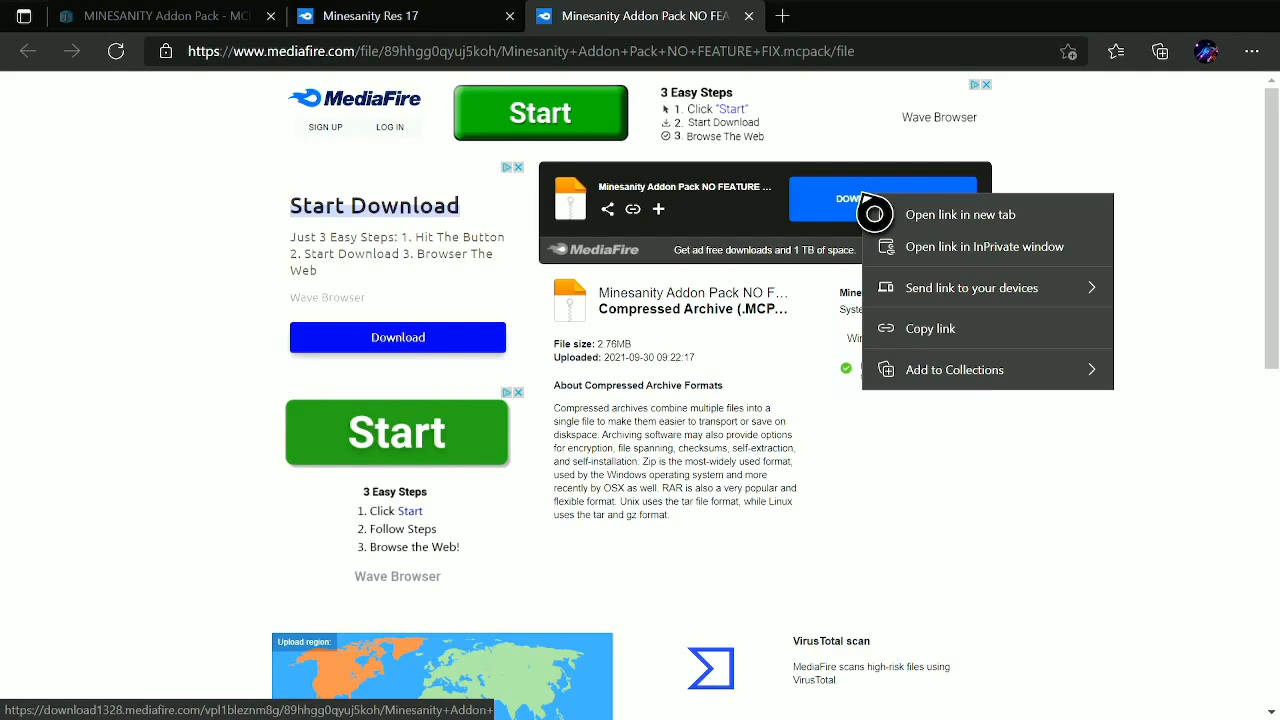 MINESANITY Addon Pack - MC
Minesanity Res 17
Minesanity Addon Pack NO FEA
https://www.mediafire.com/file/89hhgg0qyuj5koh/Minesanity+Addon+Pack+NO+FEATURE+FIX.mcpack/file
MediaFire
SIGN UP
LOG IN
Start
3 Easy Steps
1. Click "Start"
2. Start Download
3. Browse The Web
Wave Browser
Start Download
Just 3 Easy Steps: 1. Hit The Button
2. Start Download 3. Browser The
Web
Wave Browser
Download
Minesanity Addon Pack NO FEATURE ...
DOW
MediaFire
Get ad free downloads and 1 TB of space.
Open link in new tab
Open link in InPrivate window
Send link to your devices
Copy link
Add to Collections
Minesanity Addon Pack NO F...
Compressed Archive (.MCP...
Mine
Syste
Win
File size: 2.76MB
Uploaded: 2021-09-30 09:22:17
About Compressed Archive Formats
Compressed archives combine multiple files into a
single file to make them easier to transport or save on
diskspace. Archiving software may also provide options
for encryption, file spanning, checksums, self-extraction,
and self-installation. Zip is the most-widely used format,
used by the Windows operating system and more
recently by OSX as well. RAR is also a very popular and
flexible format. Unix uses the tar file format, while Linux
uses the tar and gz format.
Start
3 Easy Steps
1. Click Start
2. Follow Steps
3. Browse the Web!
Wave Browser
Upload region:
VirusTotal scan
MediaFire scans high-risk files using
VirusTotal.
https://download1328.mediafire.com/vpl1bleznm8g/89hhgg0qyuj5koh/Minesanity+Addon+